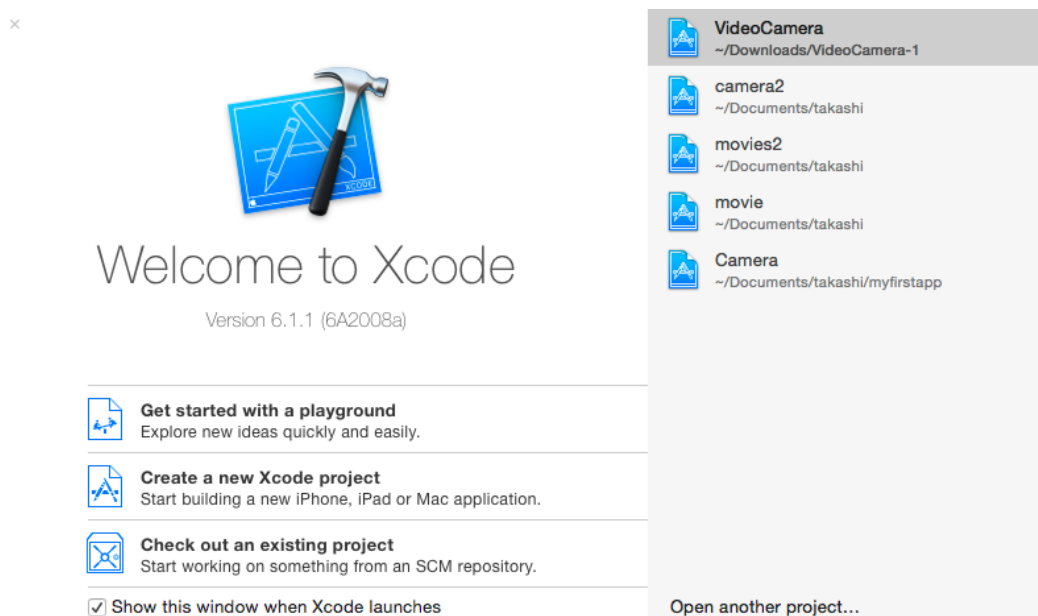 XCODE
Welcome to Xcode
Version 6.1.1 (6A2008a)
Get started with a playground
Explore new ideas quickly and easily.
Create a new Xcode project
Start building a new iPhone, iPad or Mac application.
Check out an existing project
Start working on something from an SCM repository.
Show this window when Xcode launches
VideoCamera
~/Downloads/VideoCamera-1
camera2
~/Documents/takashi
movies2
~/Documents/takashi
movie
~/Documents/takashi
Camera
~/Documents/takashi/myfirstapp
Open another project...